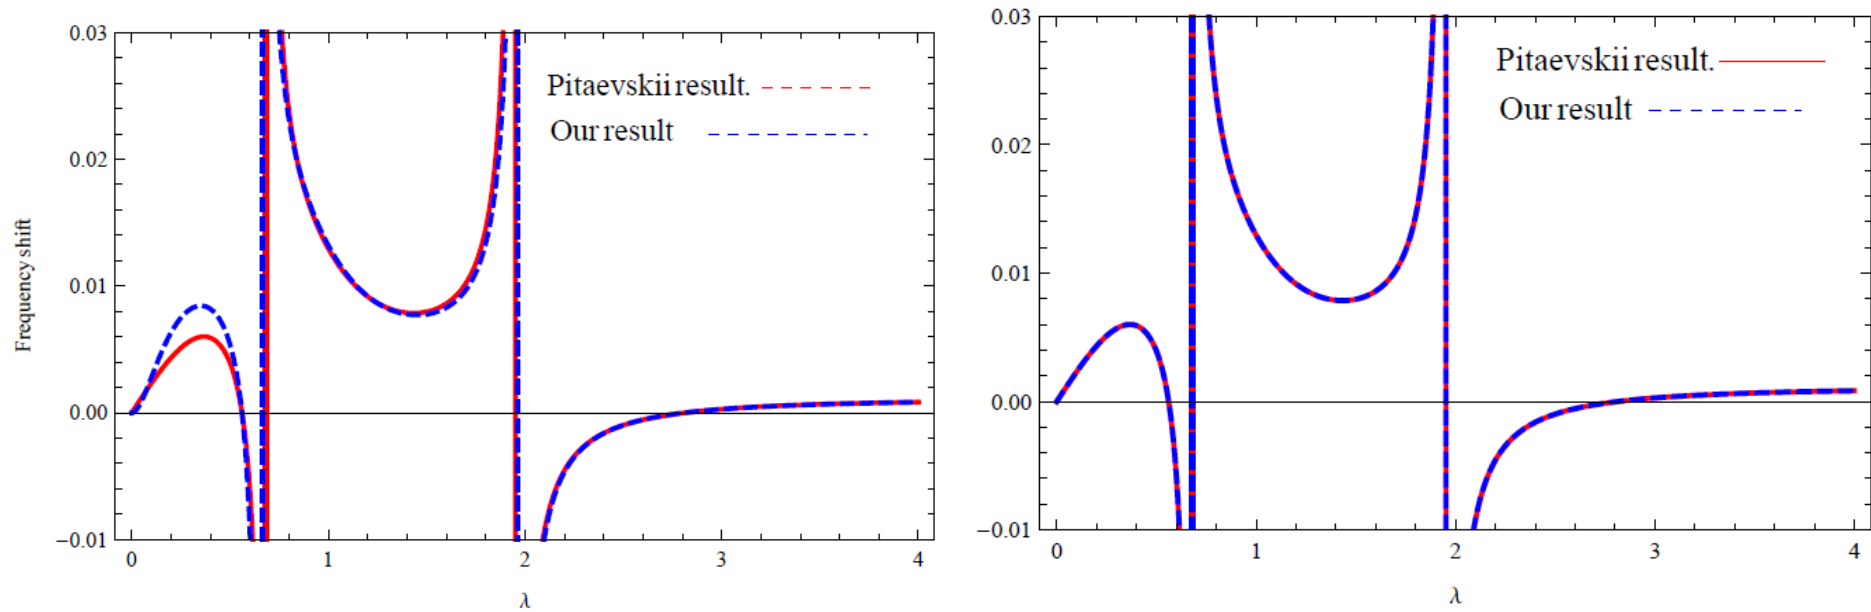 0.03
0.02
0.01
0.00
−0.01
Frequency shift
Pitaevskii result.
Our result
0 1 2 3 4
λ
0.03
0.02
0.01
0.00
−0.01
Pitaevskii result.
Our result
0 1 2 3 4
λ